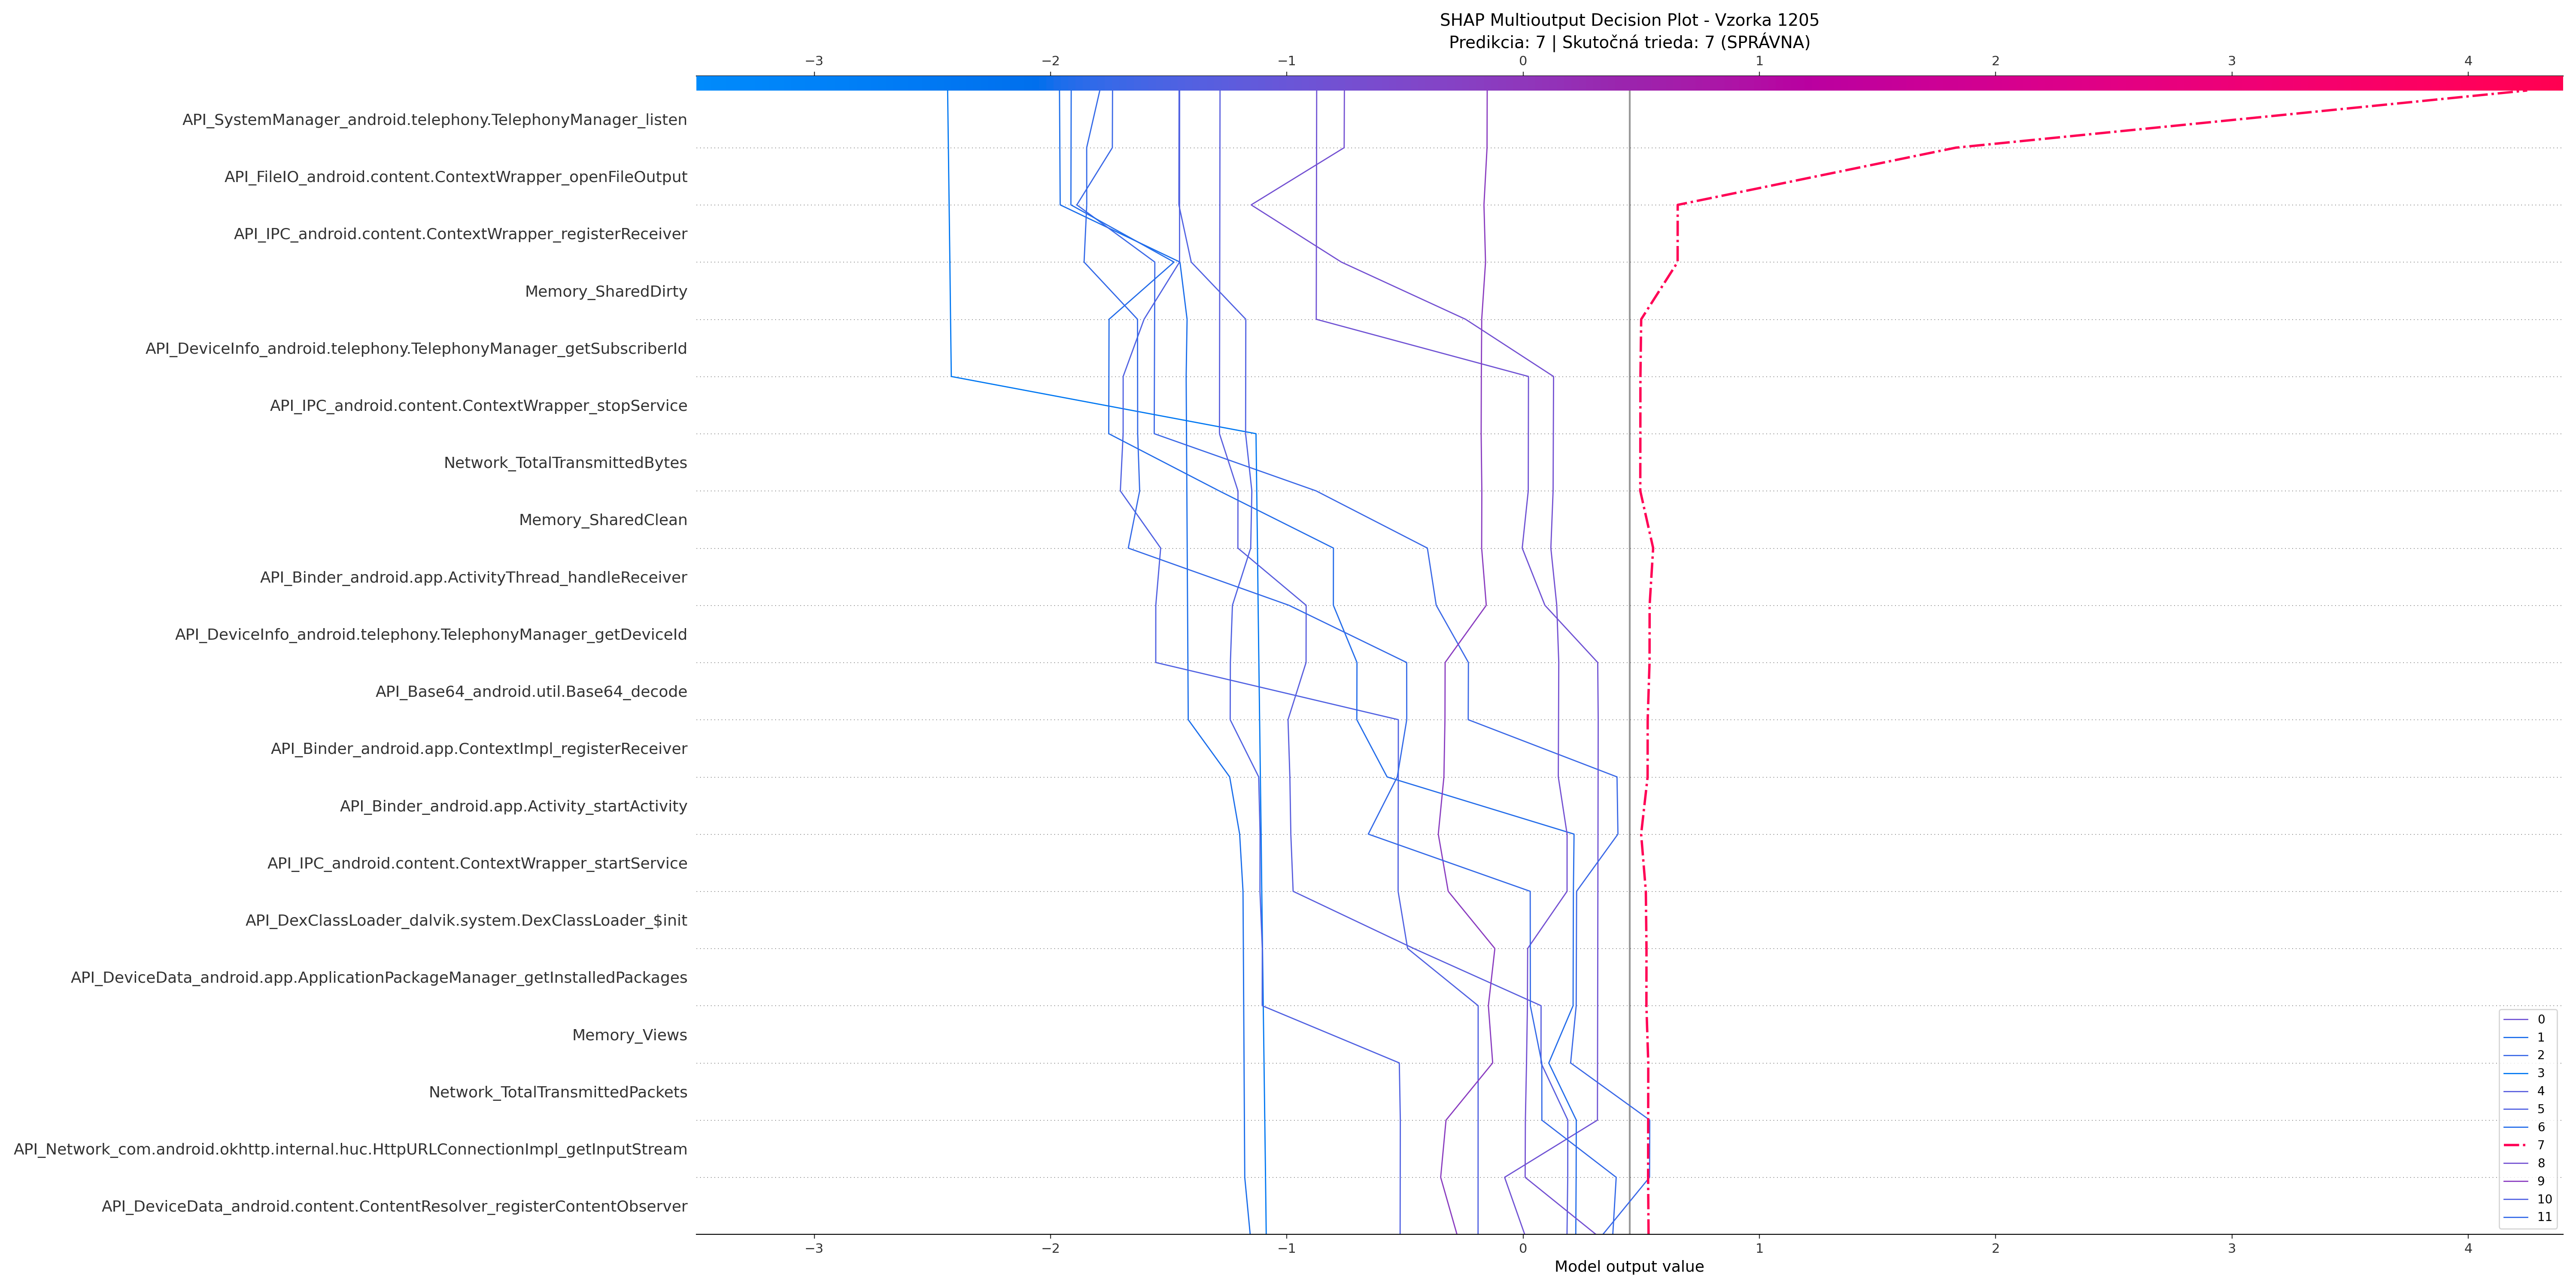 SHAP Multioutput Decision Plot - Vzorka 1205
Predikcia: 7 | Skutočná trieda: 7 (SPRÁVNA)
−3 −2 −1 0 1 2 3 4
API_SystemManager_android.telephony.TelephonyManager_listen
API_FileIO_android.content.ContextWrapper_openFileOutput
API_IPC_android.content.ContextWrapper_registerReceiver
Memory_SharedDirty
API_DeviceInfo_android.telephony.TelephonyManager_getSubscriberId
API_IPC_android.content.ContextWrapper_stopService
Network_TotalTransmittedBytes
Memory_SharedClean
API_Binder_android.app.ActivityThread_handleReceiver
API_DeviceInfo_android.telephony.TelephonyManager_getDeviceId
API_Base64_android.util.Base64_decode
API_Binder_android.app.ContextImpl_registerReceiver
API_Binder_android.app.Activity_startActivity
API_IPC_android.content.ContextWrapper_startService
API_DexClassLoader_dalvik.system.DexClassLoader_$init
API_DeviceData_android.app.ApplicationPackageManager_getInstalledPackages
Memory_Views
Network_TotalTransmittedPackets
API_Network_com.android.okhttp.internal.huc.HttpURLConnectionImpl_getInputStream
API_DeviceData_android.content.ContentResolver_registerContentObserver
0
1
2
3
4
5
6
7
8
9
10
11
−3 −2 −1 0 1 2 3 4
Model output value